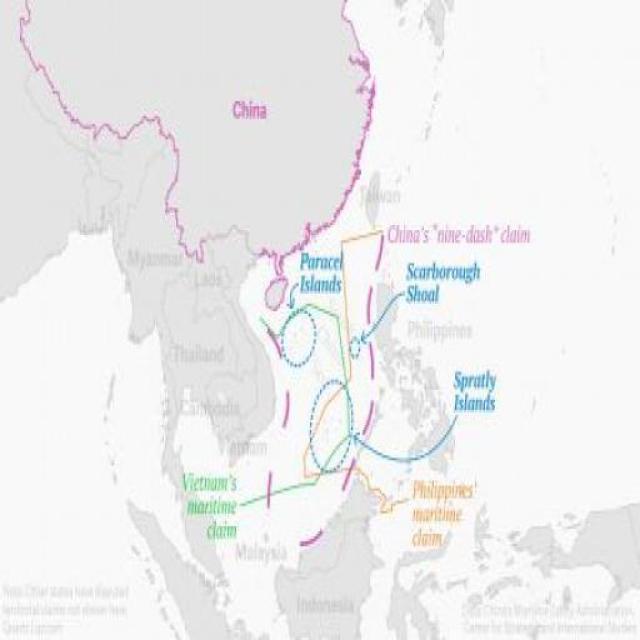 China
Taiwan
China's "nine-dash" claim
Myanmar
Laos
Paracel
Islands
Scarborough
Shoal
Philippines
Thailand
Spratly
Islands
Cambodia
Vietnam
Vietnam's
maritime
claim
Philippines'
maritime
claim
Malaysia
Indonesia
Note: Other states have disputed
territorial claims not shown here.
Data: China's Maritime Safety Administration,
Center for Strategic and International Studies